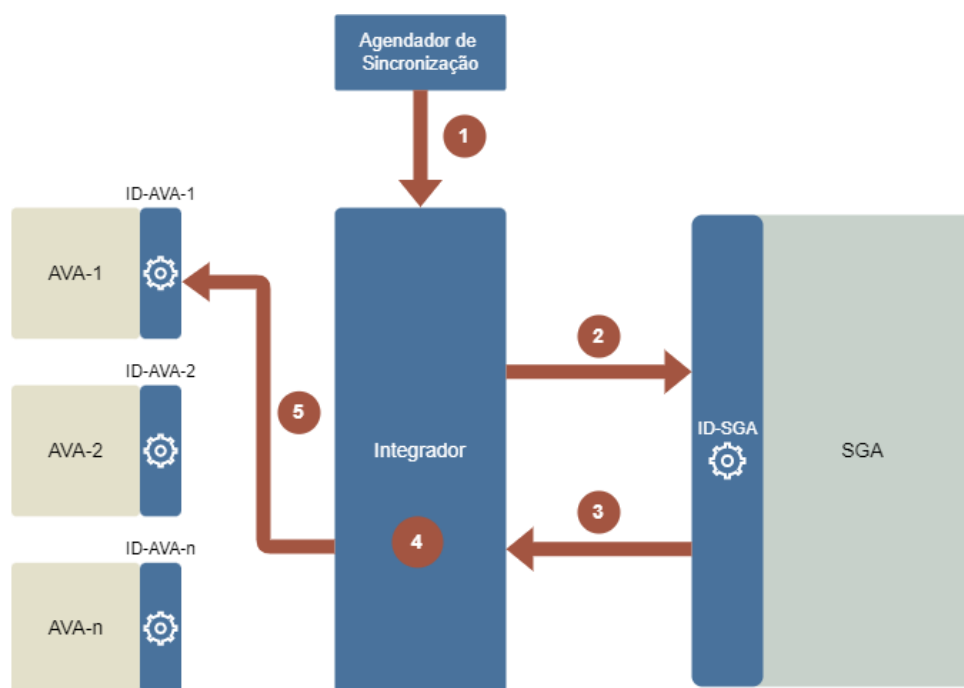 Agendador de
Sincronização
1
ID-AVA-1
AVA-1
2
ID-AVA-2
5
ID-SGA
AVA-2
Integrador
SGA
3
4
ID-AVA-n
AVA-n